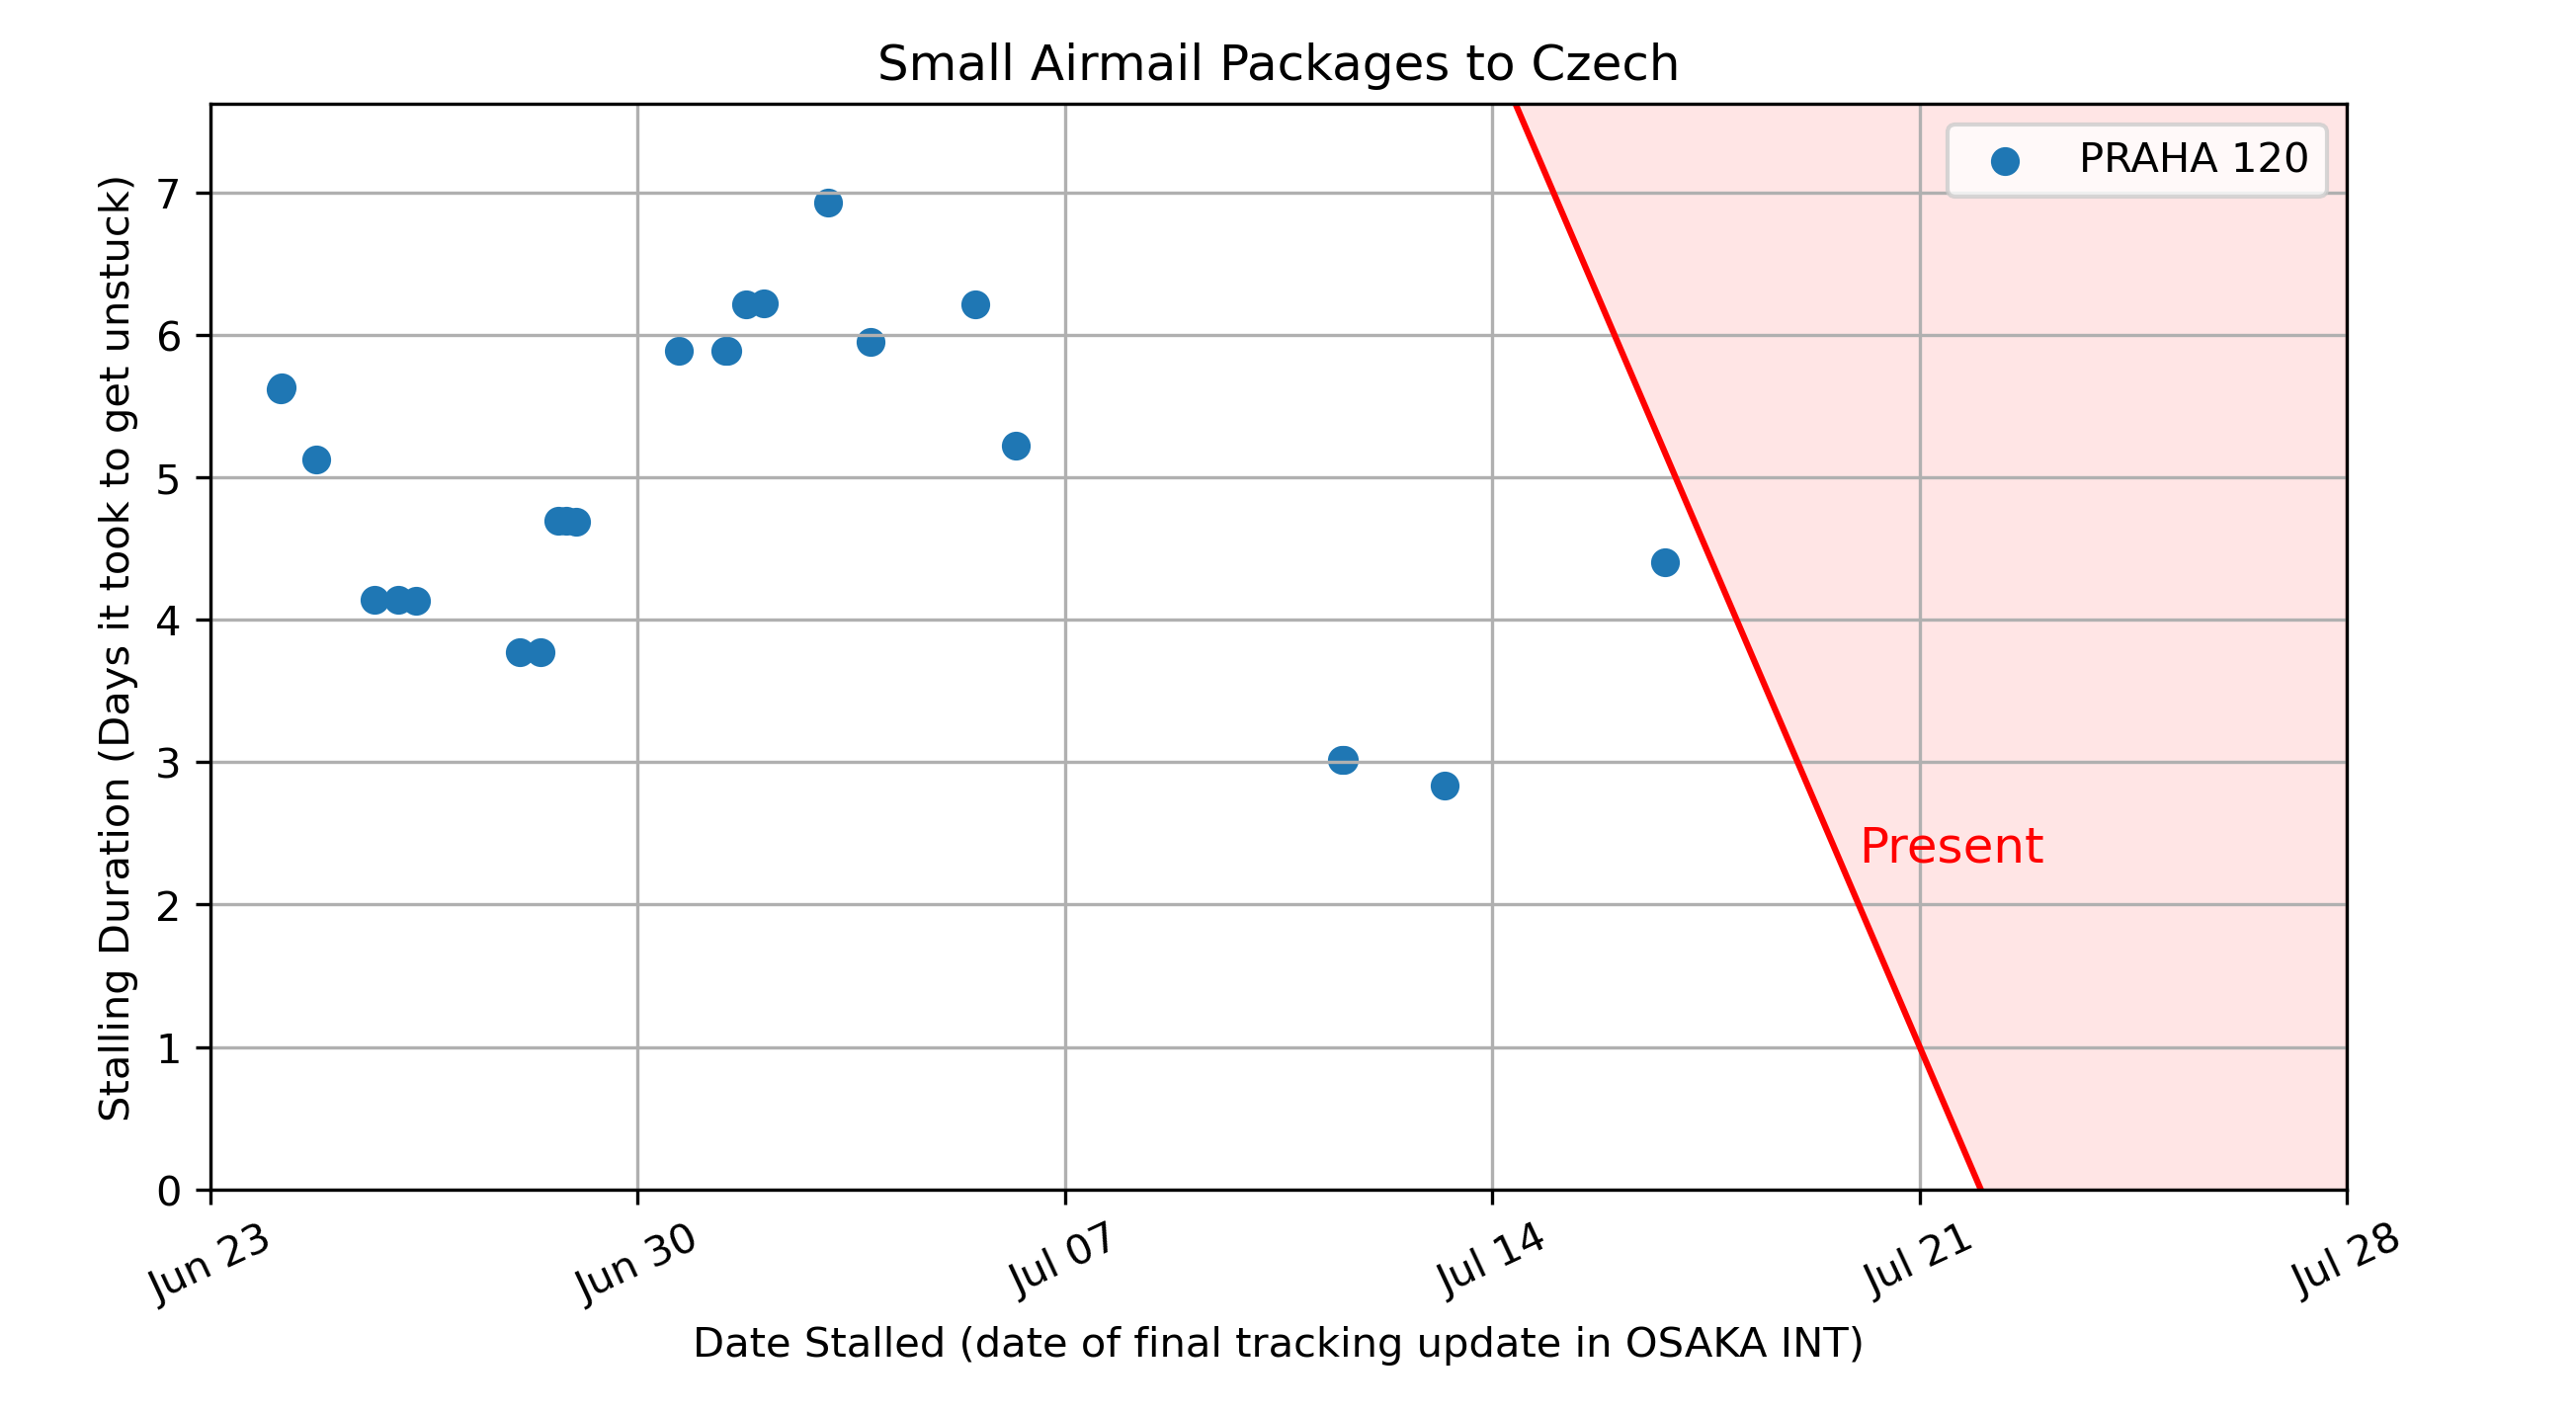 Small Airmail Packages to Czech
PRAHA 120
Stalling Duration (Days it took to get unstuck)
7
6
5
4
3
2
1
0
Present
Jun 23
Jun 30
Jul 07
Jul 14
Jul 21
Jul 28
Date Stalled (date of final tracking update in OSAKA INT)